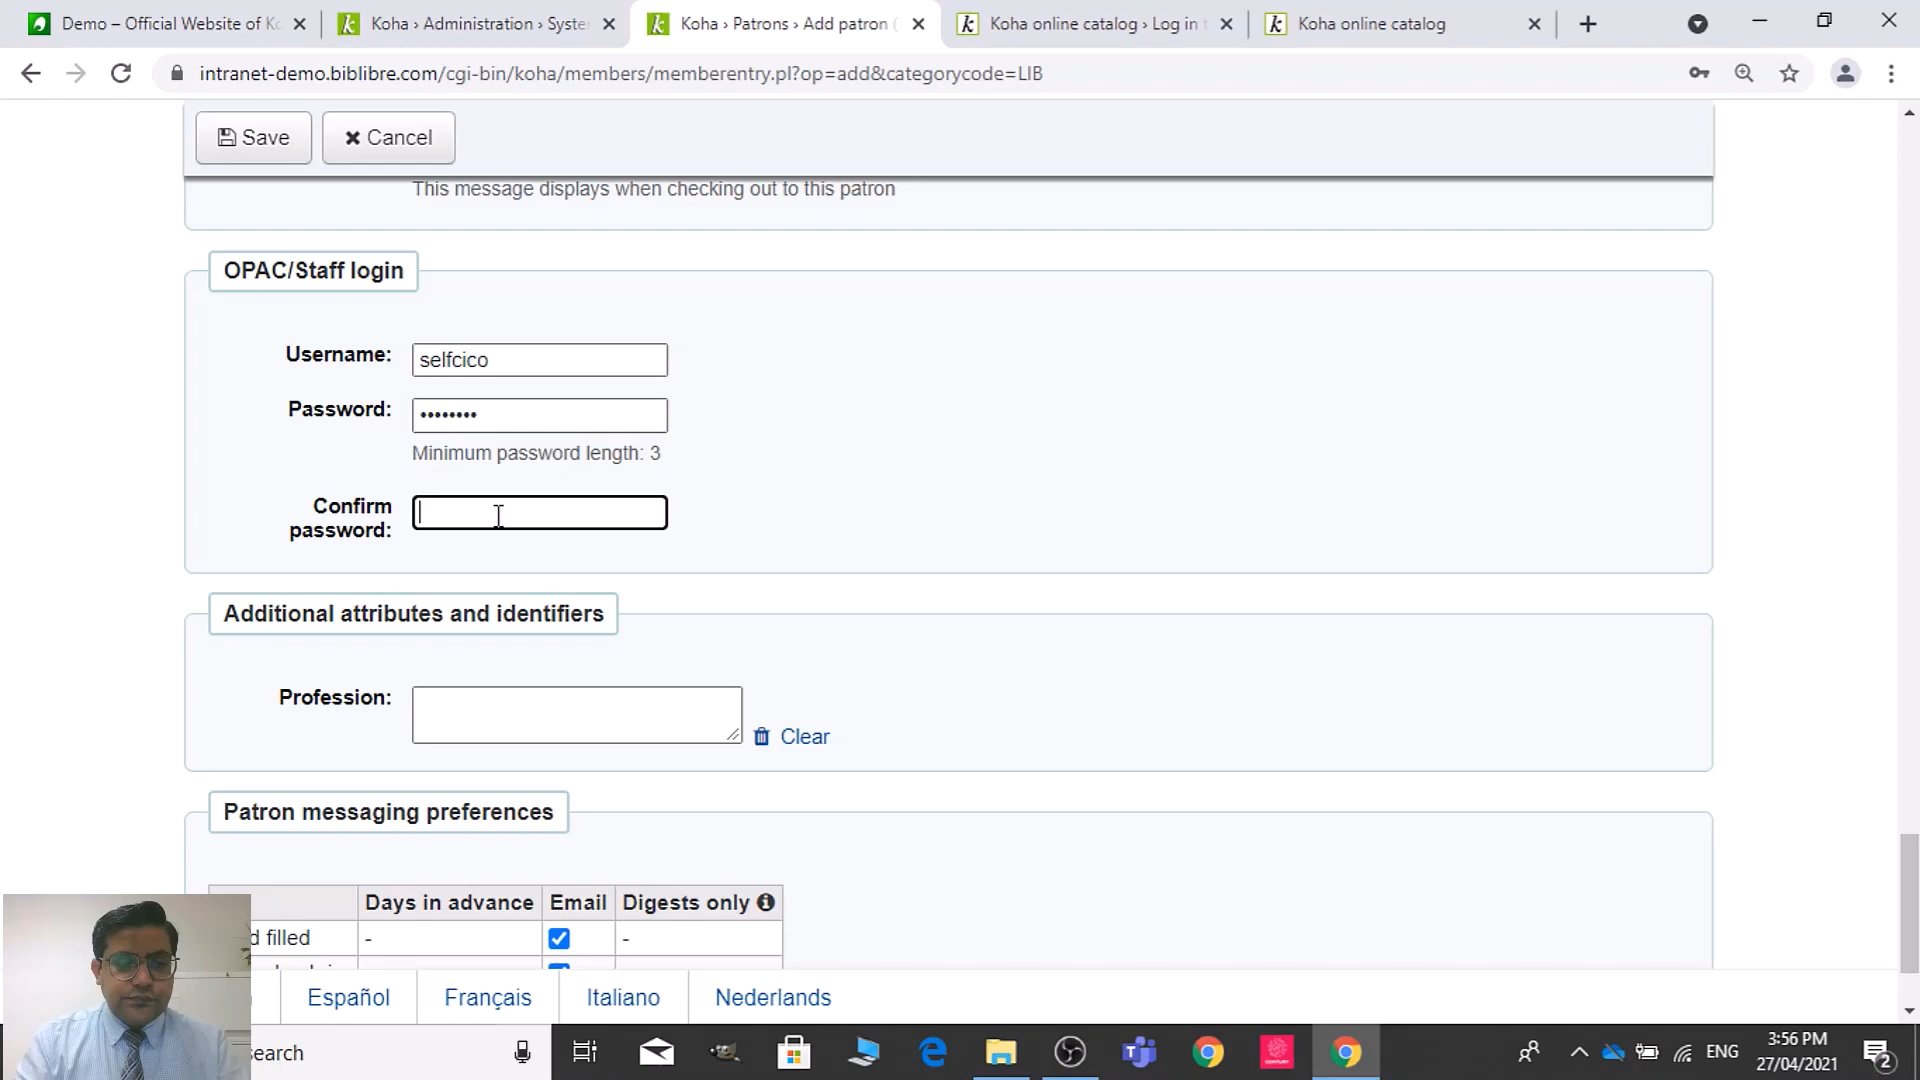 Demo – Official Website of Ko
Koha › Administration › Syste
Koha › Patrons › Add patron (
Koha online catalog › Log in t
Koha online catalog
intranet-demo.biblibre.com/cgi-bin/koha/members/memberentry.pl?op=add&categorycode=LIB
Save
Cancel
This message displays when checking out to this patron
OPAC/Staff login
Username:
selfcico
Password:
••••••••
Minimum password length: 3
Confirm
password:
Additional attributes and identifiers
Profession:
Clear
Patron messaging preferences
Days in advance
Email
Digests only
filled
-
-
Español
Français
Italiano
Nederlands
ENG
3:56 PM
27/04/2021
2